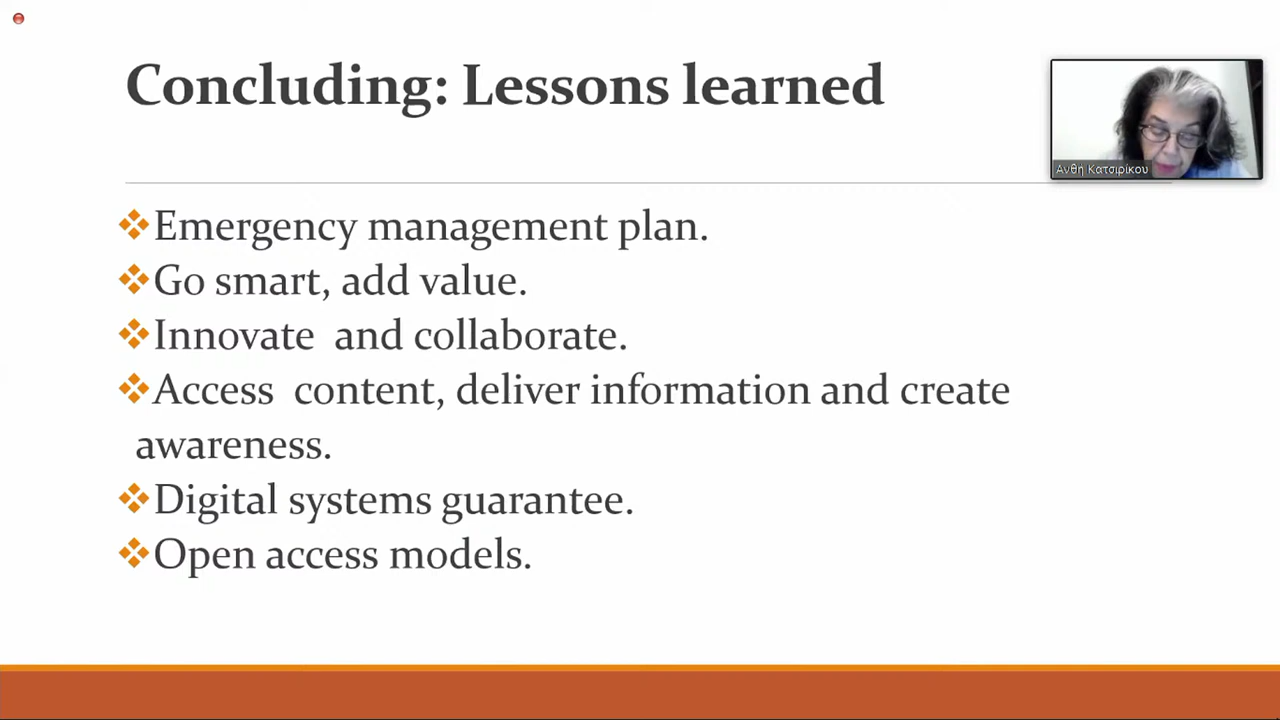 Concluding: Lessons learned
Ανθή Κατσιρίκου
Emergency management plan.
Go smart, add value.
Innovate  and collaborate.
Access  content, deliver information and create
awareness.
Digital systems guarantee.
Open access models.